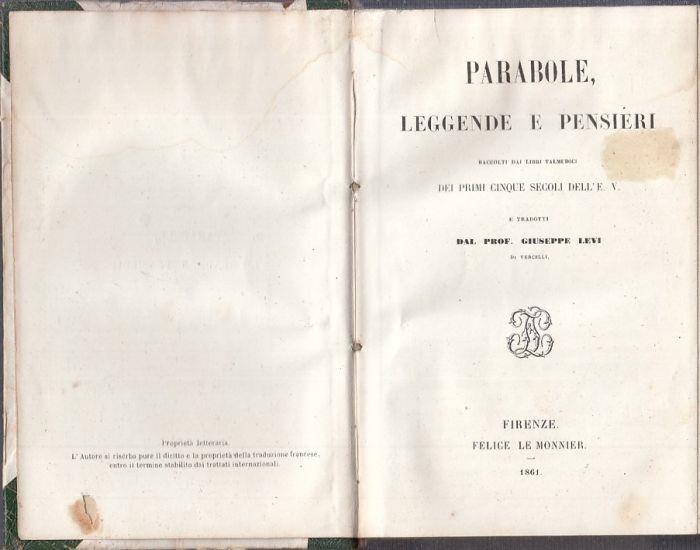 Proprietà letteraria.
L'Autore si riserbo pure il diritto e la proprietà della traduzione francese,
entro il termine stabilito dai trattati internazionali.
PARABOLE,
LEGGENDE E PENSIERI
RACCOLTI DAI LIBRI TALMUDICI
DEI PRIMI CINQUE SECOLI DELL'E. V.
E TRADOTTI
DAL PROF. GIUSEPPE LEVI
DI VERCELLI.
FIRENZE.
FELICE LE MONNIER.
1861.